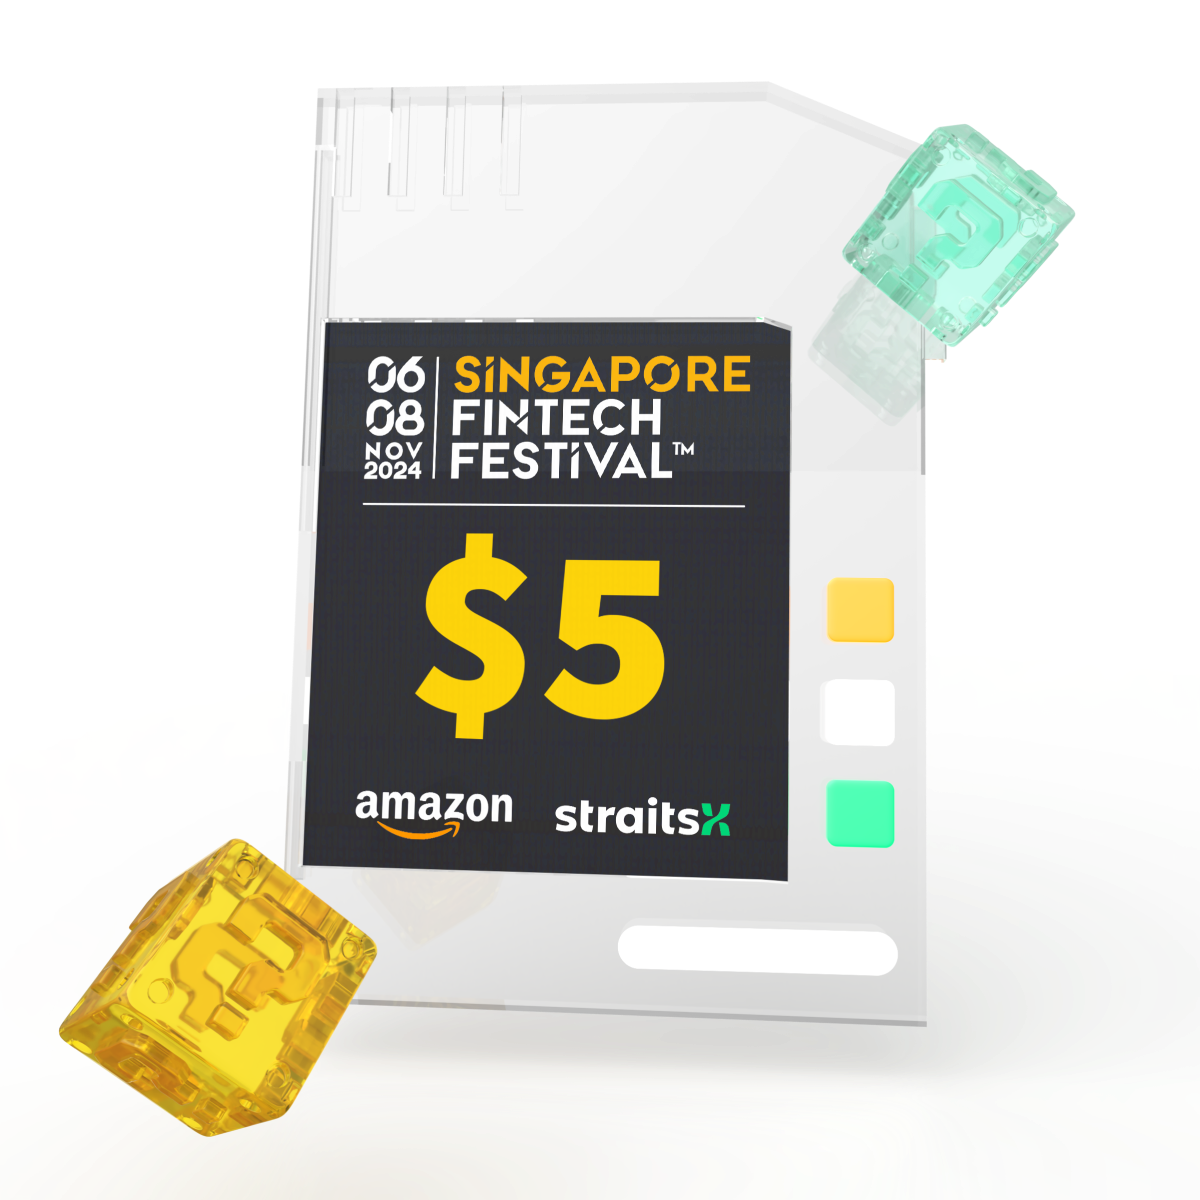 06
08
NOV
2024
SINGAPORE
FINTECH
FESTIVAL™
$5
amazon
straitsX